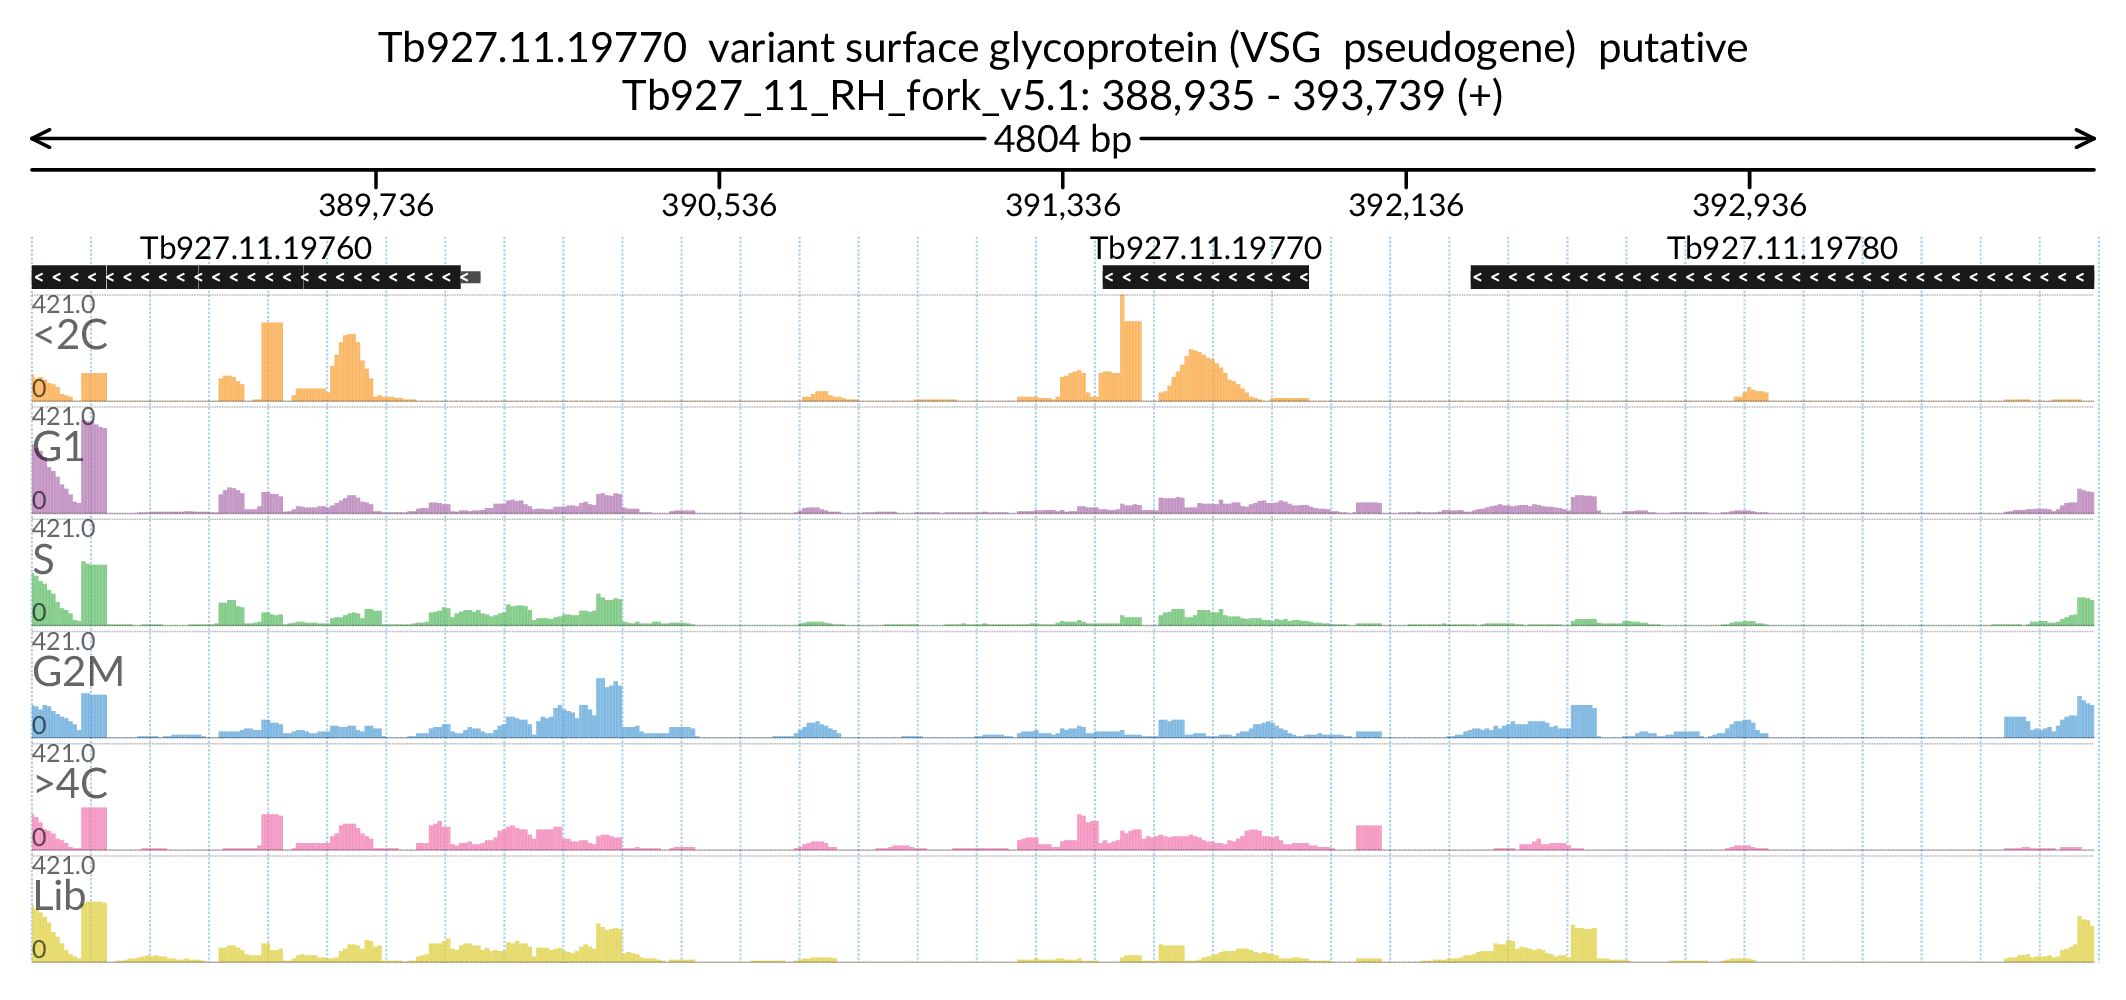 Tb927.11.19770 variant surface glycoprotein (VSG pseudogene) putative
Tb927_11_RH_fork_v5.1: 388,935 - 393,739 (+)
4804 bp
389,736 390,536 391,336 392,136 392,936
Tb927.11.19760 Tb927.11.19770 Tb927.11.19780
421.0
<2C
0
421.0
G1
0
421.0
S
0
421.0
G2M
0
421.0
>4C
0
421.0
Lib
0